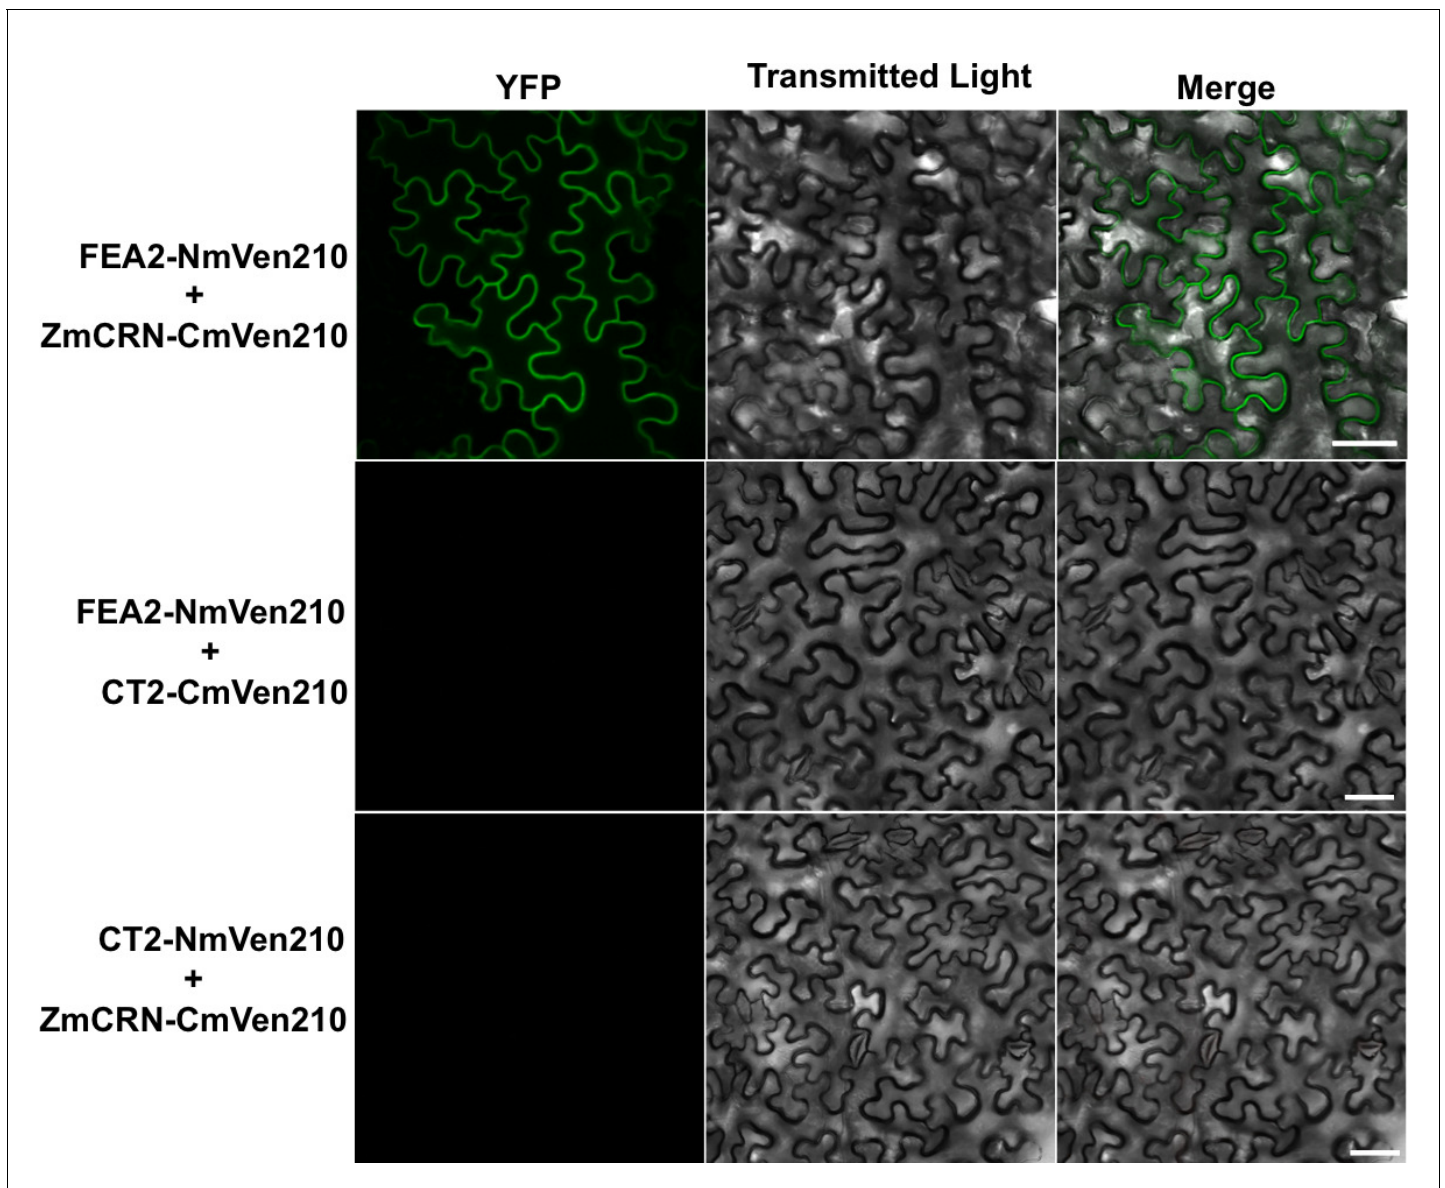 YFP
Transmitted Light
Merge
FEA2-NmVen210
+
ZmCRN-CmVen210
FEA2-NmVen210
+
CT2-CmVen210
CT2-NmVen210
+
ZmCRN-CmVen210